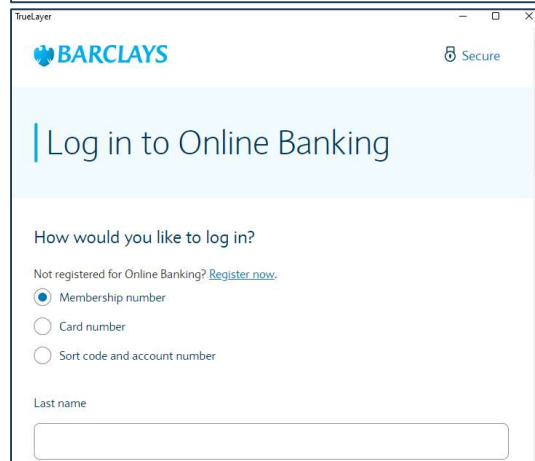 TrueLayer
BARCLAYS
Secure
Log in to Online Banking
How would you like to log in?
Not registered for Online Banking? Register now.
Membership number
Card number
Sort code and account number
Last name